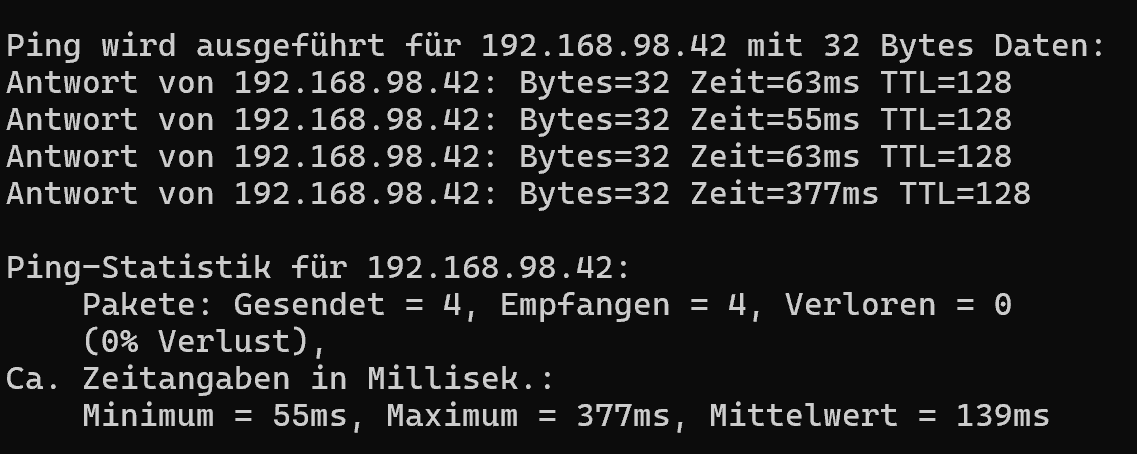 Ping wird ausgeführt für 192.168.98.42 mit 32 Bytes Daten:
Antwort von 192.168.98.42: Bytes=32 Zeit=63ms TTL=128
Antwort von 192.168.98.42: Bytes=32 Zeit=55ms TTL=128
Antwort von 192.168.98.42: Bytes=32 Zeit=63ms TTL=128
Antwort von 192.168.98.42: Bytes=32 Zeit=377ms TTL=128

Ping-Statistik für 192.168.98.42:
    Pakete: Gesendet = 4, Empfangen = 4, Verloren = 0
    (0% Verlust),
Ca. Zeitangaben in Millisek.:
    Minimum = 55ms, Maximum = 377ms, Mittelwert = 139ms